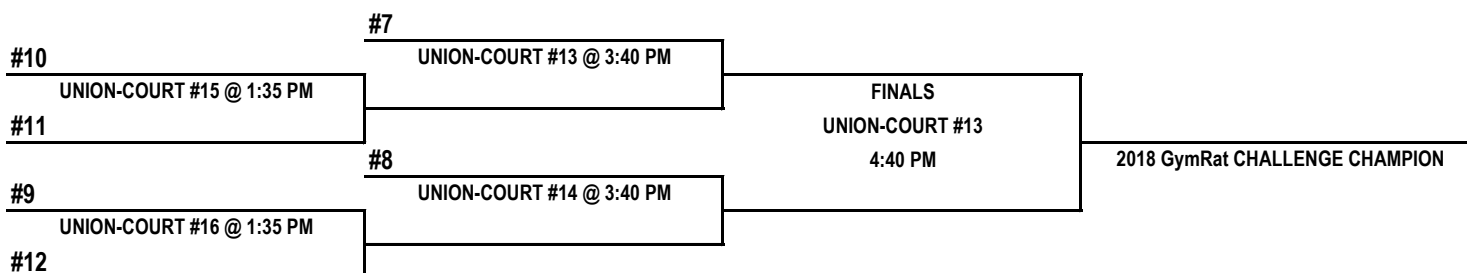 #7
#10
UNION-COURT #13 @ 3:40 PM
UNION-COURT #15 @ 1:35 PM
FINALS
#11
UNION-COURT #13
#8
4:40 PM
2018 GymRat CHALLENGE CHAMPION
#9
UNION-COURT #14 @ 3:40 PM
UNION-COURT #16 @ 1:35 PM
#12